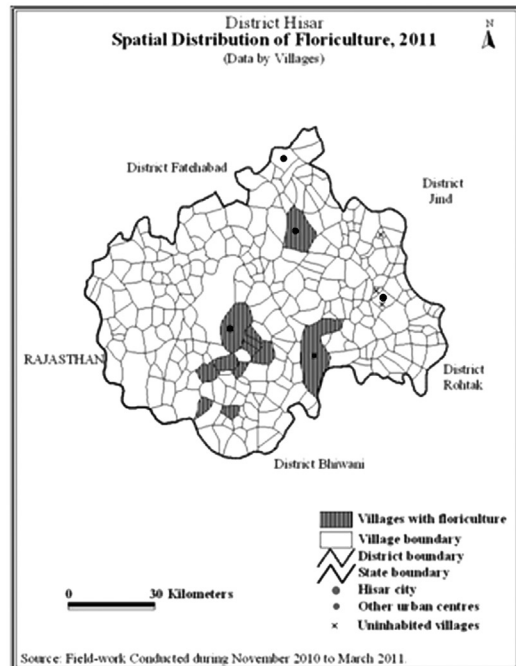 District Hisar
Spatial Distribution of Floriculture, 2011
(Data by Villages)
N
District Fatehabad
District
Jind
RAJASTHAN
District
Rohtak
District Bhiwani
Villages with floriculture
Village boundary
District boundary
State boundary
Hisar city
Other urban centres
Uninhabited villages
0 30 Kilometers
Source: Field-work Conducted during November 2010 to March 2011.